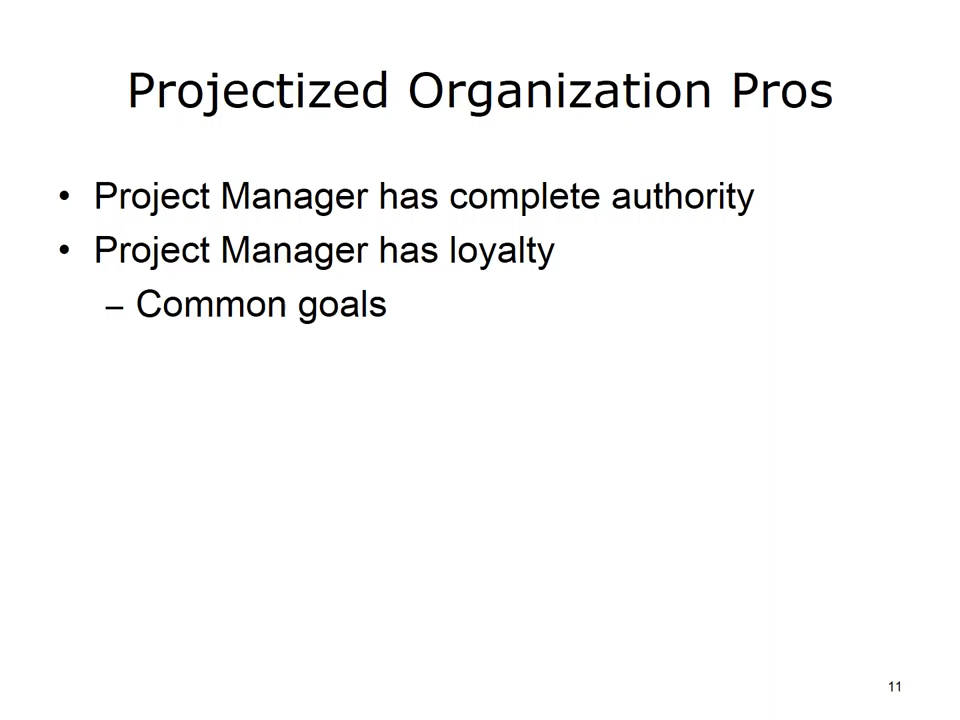 Projectized Organization Pros
• Project Manager has complete authority
• Project Manager has loyalty
– Common goals
11